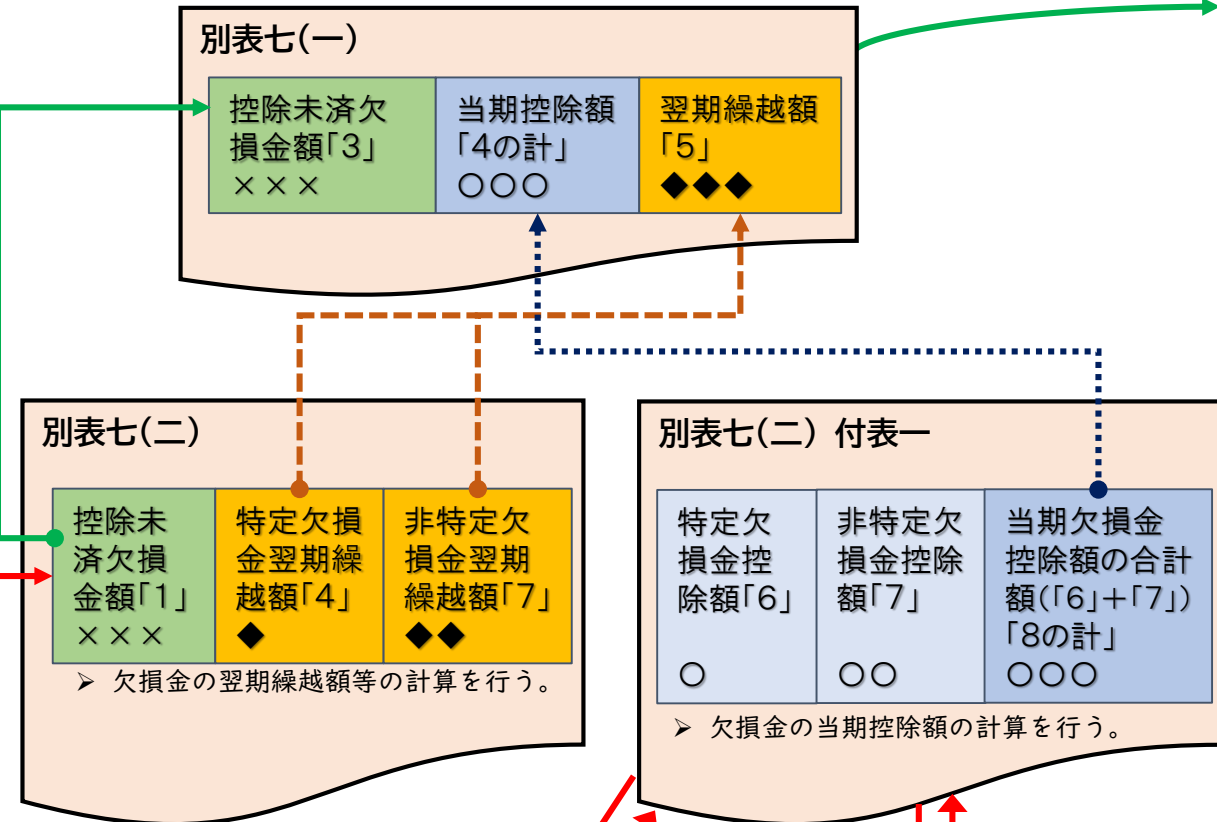 別表七(一)
控除未済欠
損金額「3」
×××
当期控除額
「4の計」
○○○
翌期繰越額
「5」
◆◆◆
別表七(二)
控除未
済欠損
金額「1」
×××
特定欠損
金翌期繰
越額「4」
◆
非特定欠
損金翌期
繰越額「7」
◆◆
➢ 欠損金の翌期繰越額等の計算を行う。
別表七(二) 付表一
特定欠
損金控
除額「6」
○
非特定欠
損金控除
額「7」
○○
当期欠損金
控除額の合計
額(「6」+「7」)
「8の計」
○○○
➢ 欠損金の当期控除額の計算を行う。